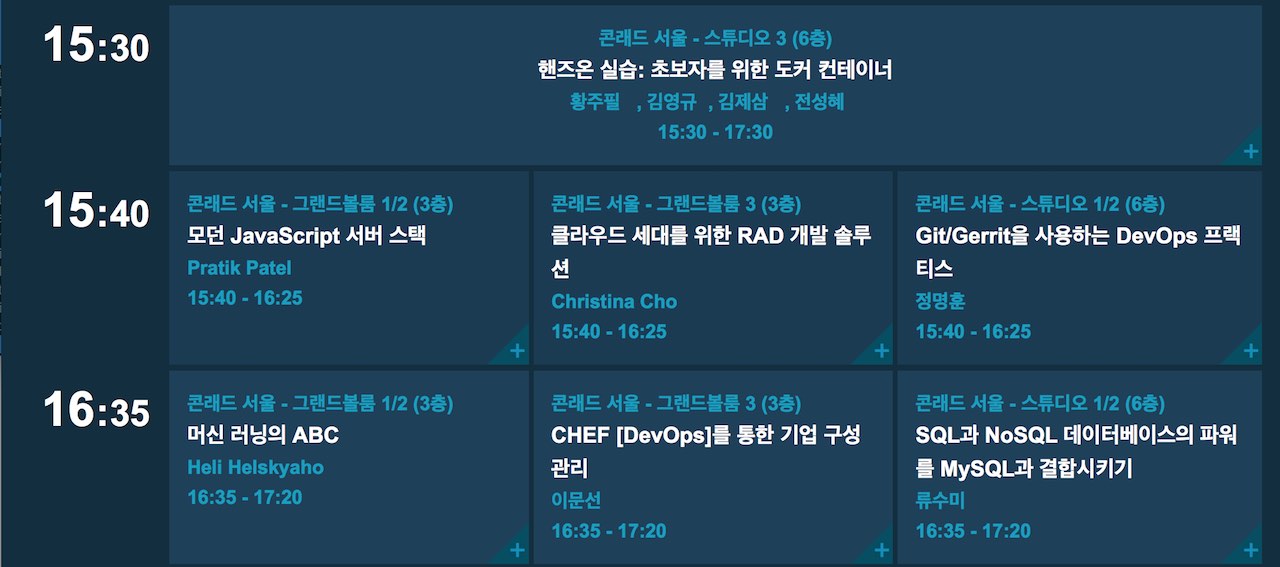 15:30
콘래드 서울 - 스튜디오 3 (6층)
핸즈온 실습: 초보자를 위한 도커 컨테이너
황주필 , 김영규 , 김제삼 , 전성혜
15:30 - 17:30
+
15:40
콘래드 서울 - 그랜드볼룸 1/2 (3층)
모던 JavaScript 서버 스택
Pratik Patel
15:40 - 16:25
+
콘래드 서울 - 그랜드볼룸 3 (3층)
클라우드 세대를 위한 RAD 개발 솔루
션
Christina Cho
15:40 - 16:25
+
콘래드 서울 - 스튜디오 1/2 (6층)
Git/Gerrit을 사용하는 DevOps 프랙
티스
정명훈
15:40 - 16:25
+
16:35
콘래드 서울 - 그랜드볼룸 1/2 (3층)
머신 러닝의 ABC
Heli Helskyaho
16:35 - 17:20
+
콘래드 서울 - 그랜드볼룸 3 (3층)
CHEF [DevOps]를 통한 기업 구성
관리
이문선
16:35 - 17:20
+
콘래드 서울 - 스튜디오 1/2 (6층)
SQL과 NoSQL 데이터베이스의 파워
를 MySQL과 결합시키기
류수미
16:35 - 17:20
+